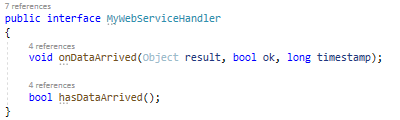 7 references
public interface MyWebServiceHandler
{
4 references
void onDataArrived(Object result, bool ok, long timestamp);
4 references
bool hasDataArrived();
}